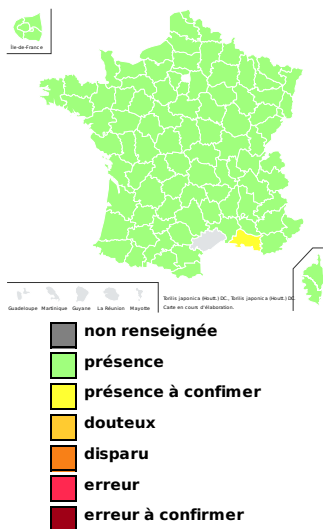 Île-de-France
Guadeloupe Martinique Guyane La Réunion Mayotte
Torilis japonica (Houtt.) DC., Torilis japonica (Houtt.) DC.
Carte en cours d'élaboration.
non renseignée
présence
présence à confimer
douteux
disparu
erreur
erreur à confirmer